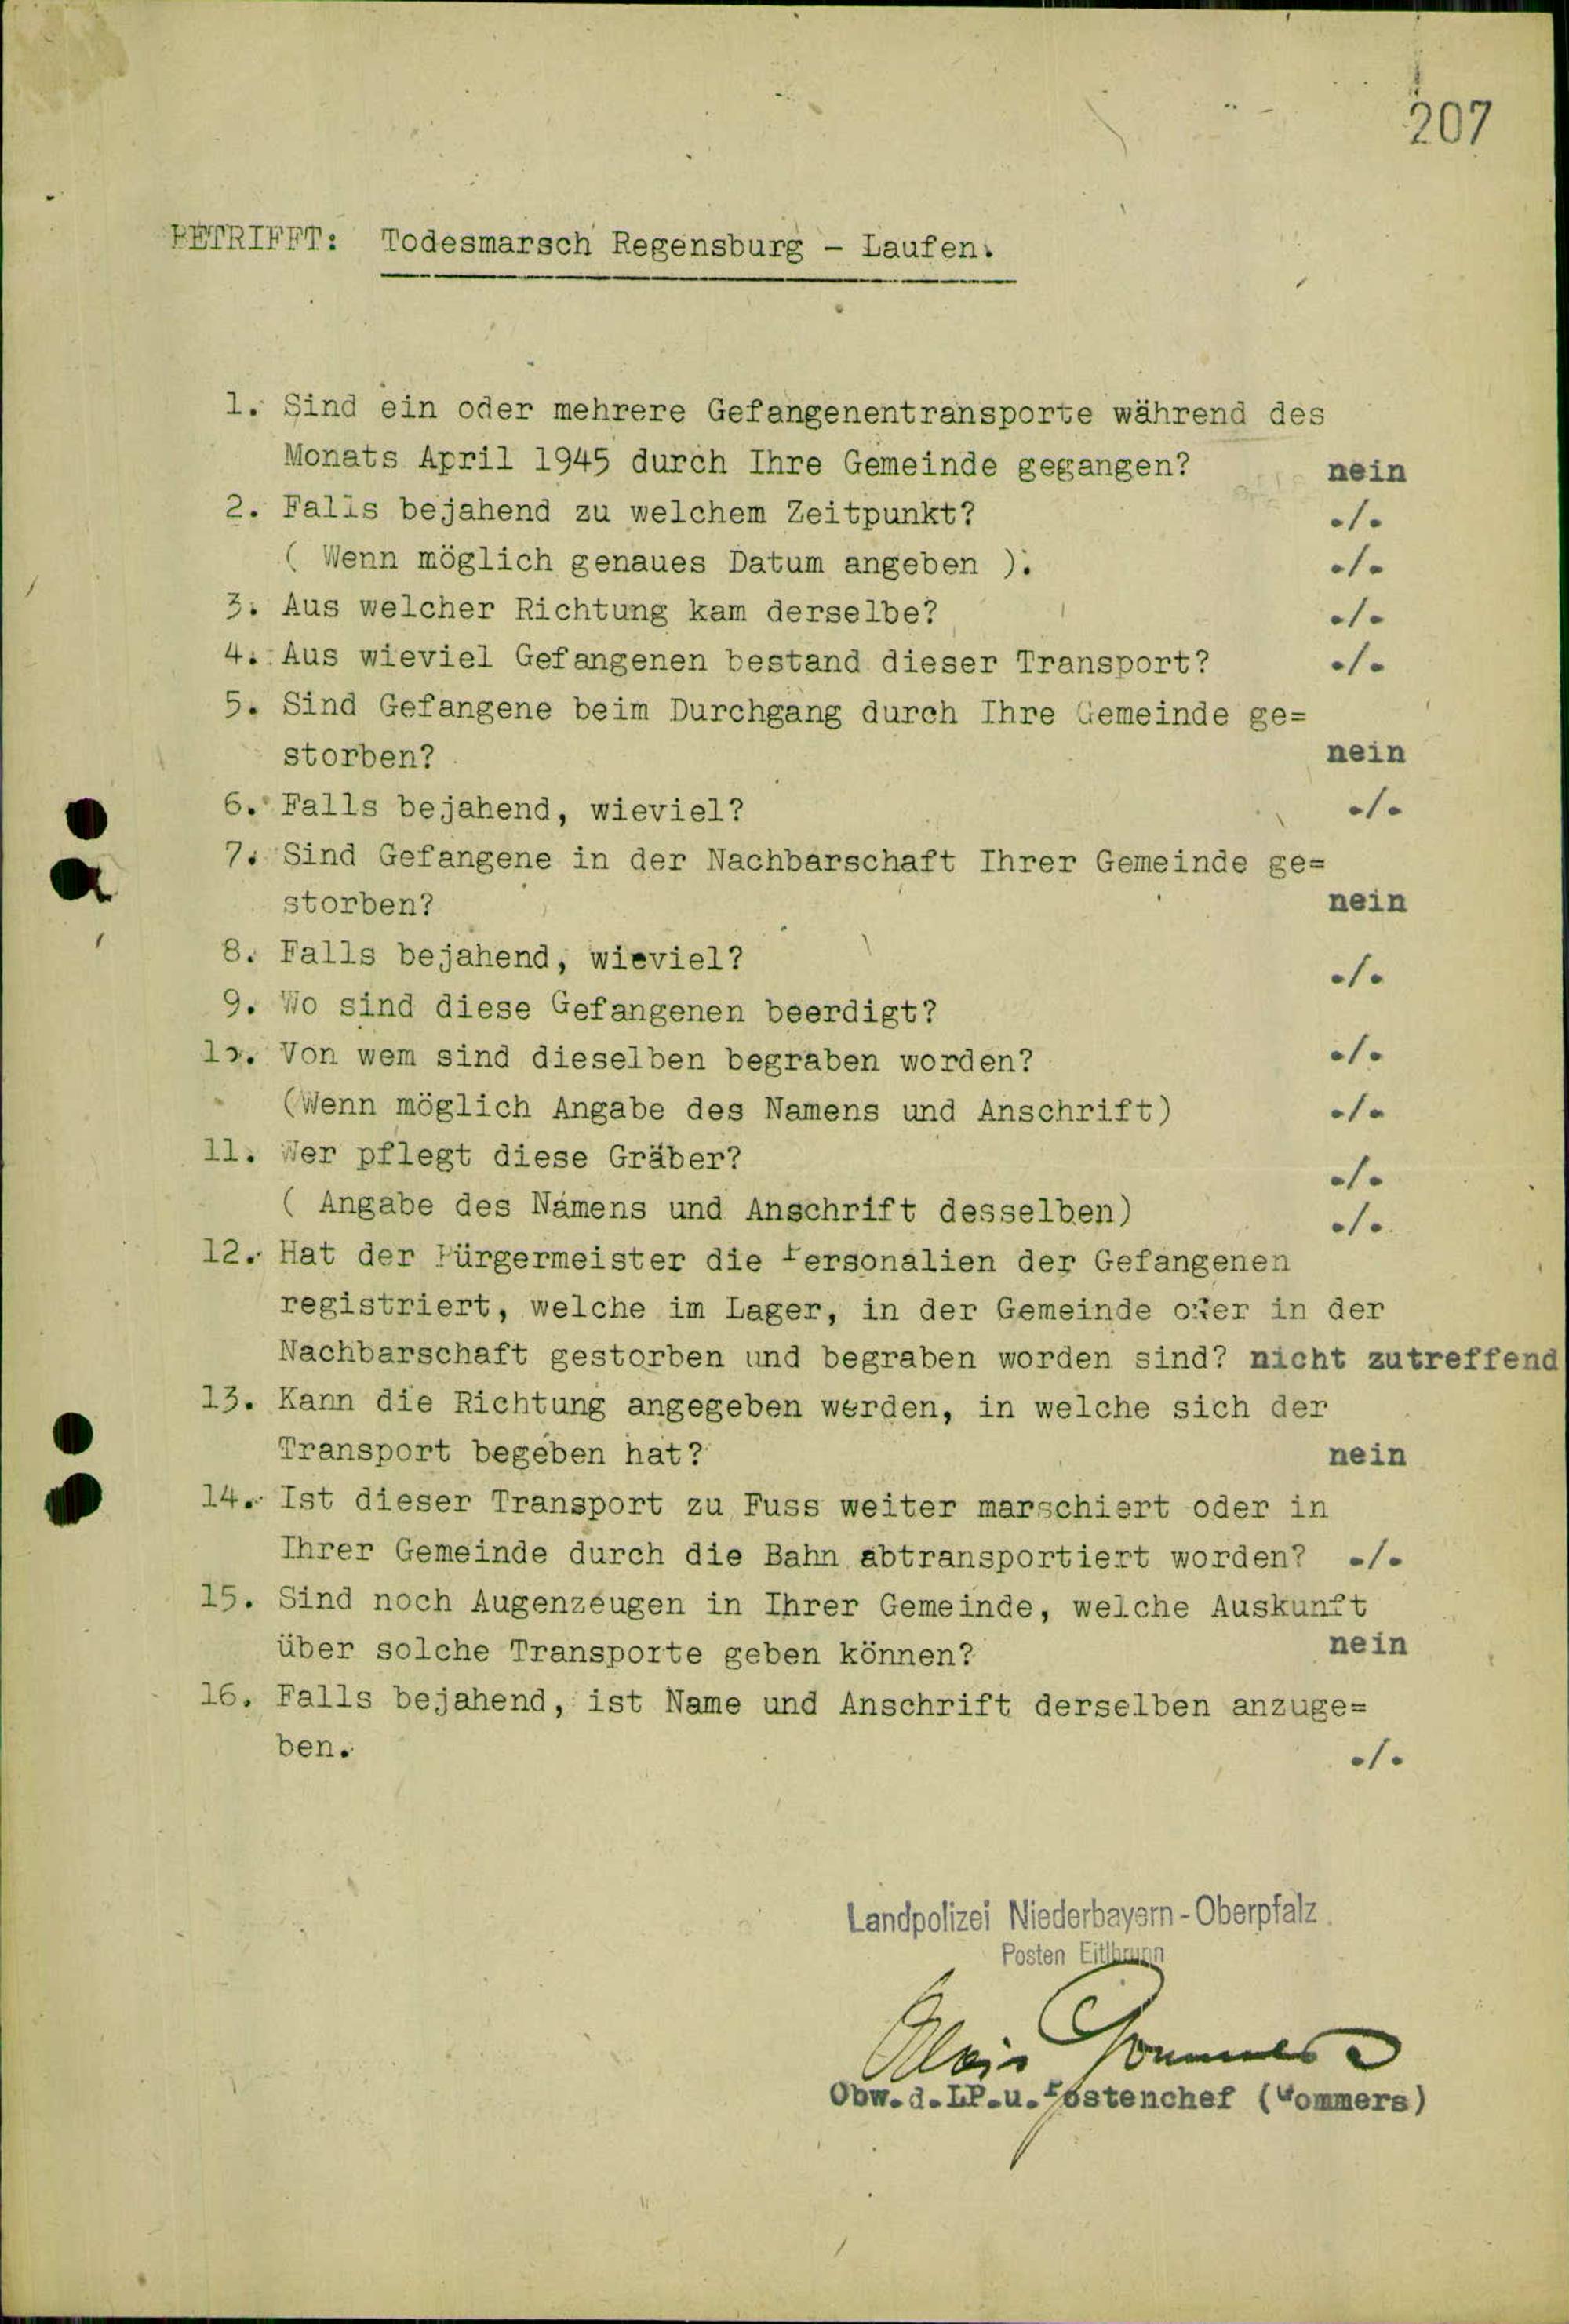 207
BETRIFFT: Todesmarsch Regensburg - Laufen.
1. Sind ein oder mehrere Gefangenentransporte während des
Monats April 1945 durch Ihre Gemeinde gegangen? nein
2. Falls bejahend zu welchem Zeitpunkt? ./.
( Wenn möglich genaues Datum angeben ). ./.
3. Aus welcher Richtung kam derselbe? ./.
4. Aus wieviel Gefangenen bestand dieser Transport? ./.
5. Sind Gefangene beim Durchgang durch Ihre Gemeinde ge=
storben? nein
6. Falls bejahend, wieviel? ./.
7. Sind Gefangene in der Nachbarschaft Ihrer Gemeinde ge=
storben? nein
8. Falls bejahend, wieviel? ./.
9. Wo sind diese Gefangenen beerdigt?
10. Von wem sind dieselben begraben worden? ./.
(Wenn möglich Angabe des Namens und Anschrift) ./.
11. Wer pflegt diese Gräber? ./.
( Angabe des Namens und Anschrift desselben) ./.
12. Hat der Bürgermeister die Personalien der Gefangenen
registriert, welche im Lager, in der Gemeinde oder in der
Nachbarschaft gestorben und begraben worden sind? nicht zutreffend
13. Kann die Richtung angegeben werden, in welche sich der
Transport begeben hat? nein
14. Ist dieser Transport zu Fuss weiter marschiert oder in
Ihrer Gemeinde durch die Bahn abtransportiert worden? ./.
15. Sind noch Augenzeugen in Ihrer Gemeinde, welche Auskunft
über solche Transporte geben können? nein
16. Falls bejahend, ist Name und Anschrift derselben anzuge=
ben. ./.
Landpolizei Niederbayern-Oberpfalz
Posten Eitlbrunn
Alois Gommers
Obw.d.LP.u.Postenchef (Gommers)